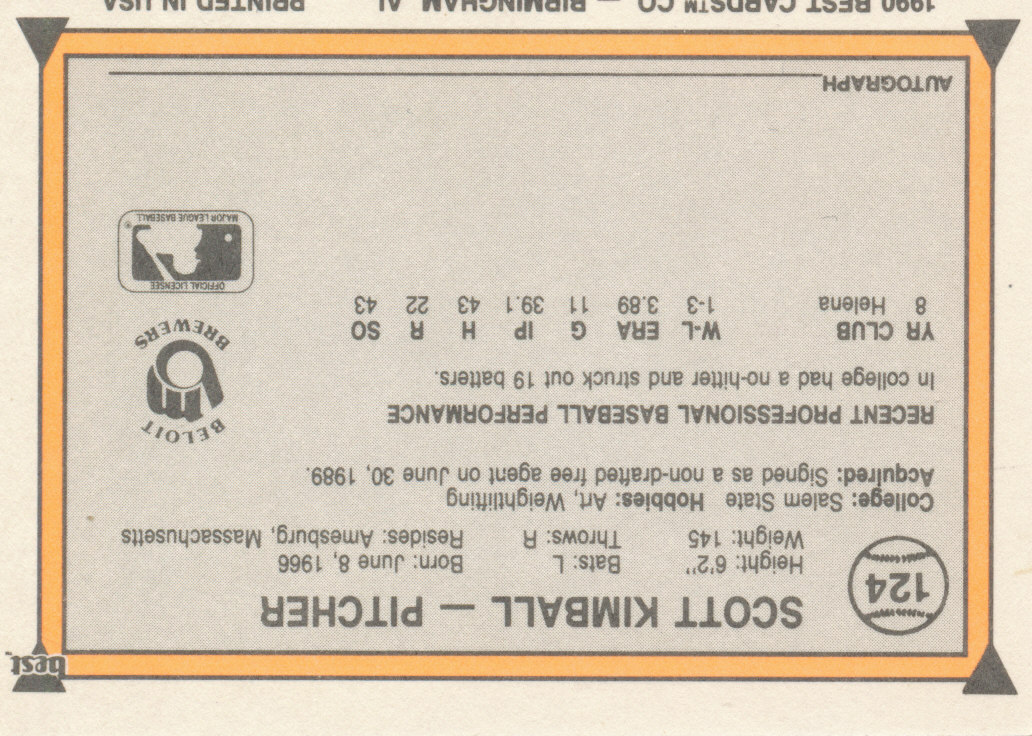 best™
124
SCOTT KIMBALL — PITCHER
Height: 6'2" Bats: L Born: June 8, 1966
Weight: 145 Throws: R Resides: Amesburg, Massachusetts
College: Salem State Hobbies: Art, Weightlifting
Acquired: Signed as a non-drafted free agent on June 30, 1989.
RECENT PROFESSIONAL BASEBALL PERFORMANCE
In college had a no-hitter and struck out 19 batters.
YR CLUB W-L ERA G IP H R SO
8 Helena 1-3 3.89 11 39.1 43 22 43
BELOIT
BREWERS
OFFICIAL LICENSEE
MAJOR LEAGUE BASEBALL®
AUTOGRAPH
1990 BEST CARDS™ CO — BIRMINGHAM, AL PRINTED IN USA